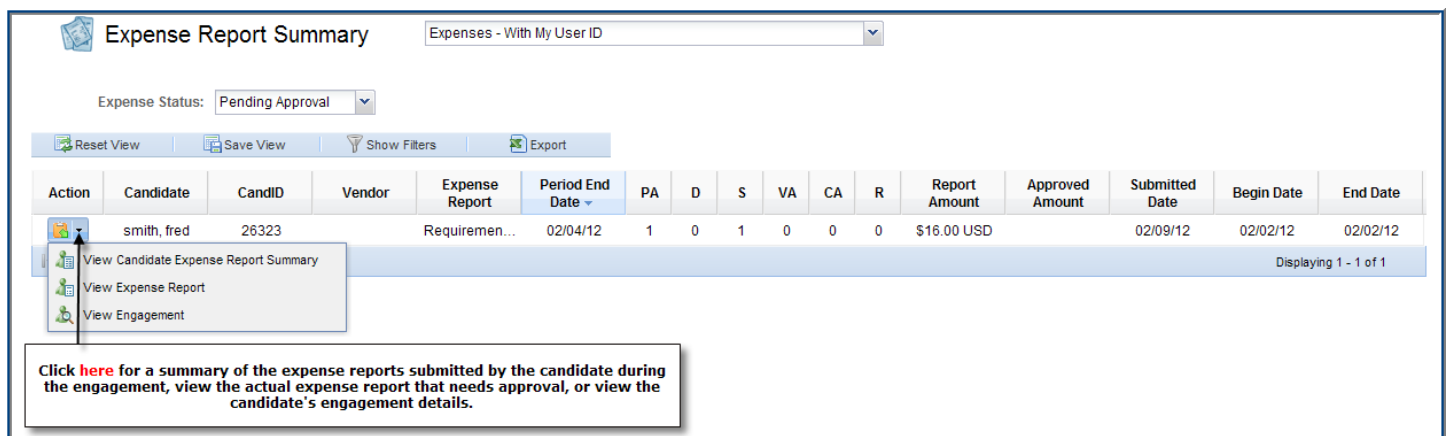 Expense Report Summary
Expenses - With My User ID
Expense Status: Pending Approval
Reset View Save View Show Filters Export
Action Candidate CandID Vendor Expense Report Period End Date PA D S VA CA R Report Amount Approved Amount Submitted Date Begin Date End Date
smith, fred 26323 Requiremen... 02/04/12 1 0 1 0 0 0 $16.00 USD 02/09/12 02/02/12 02/02/12
View Candidate Expense Report Summary
Displaying 1 - 1 of 1
View Expense Report
View Engagement
Click here for a summary of the expense reports submitted by the candidate during
the engagement, view the actual expense report that needs approval, or view the
candidate's engagement details.